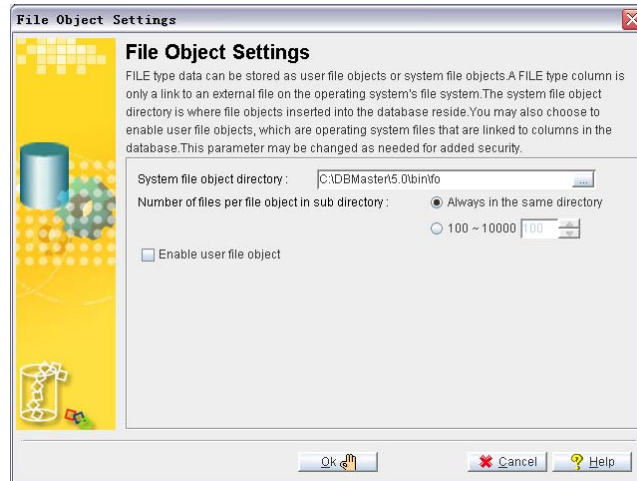 File Object Settings
File Object Settings
FILE type data can be stored as user file objects or system file objects.A FILE type column is
only a link to an external file on the operating system's file system.The system file object
directory is where file objects inserted into the database reside.You may also choose to
enable user file objects, which are operating system files that are linked to columns in the
database.This parameter may be changed as needed for added security.
System file object directory : C:\DBMaster\5.0\bin\fo ...
Number of files per file object in sub directory : Always in the same directory
100 ~ 10000 100
Enable user file object
Ok Cancel Help